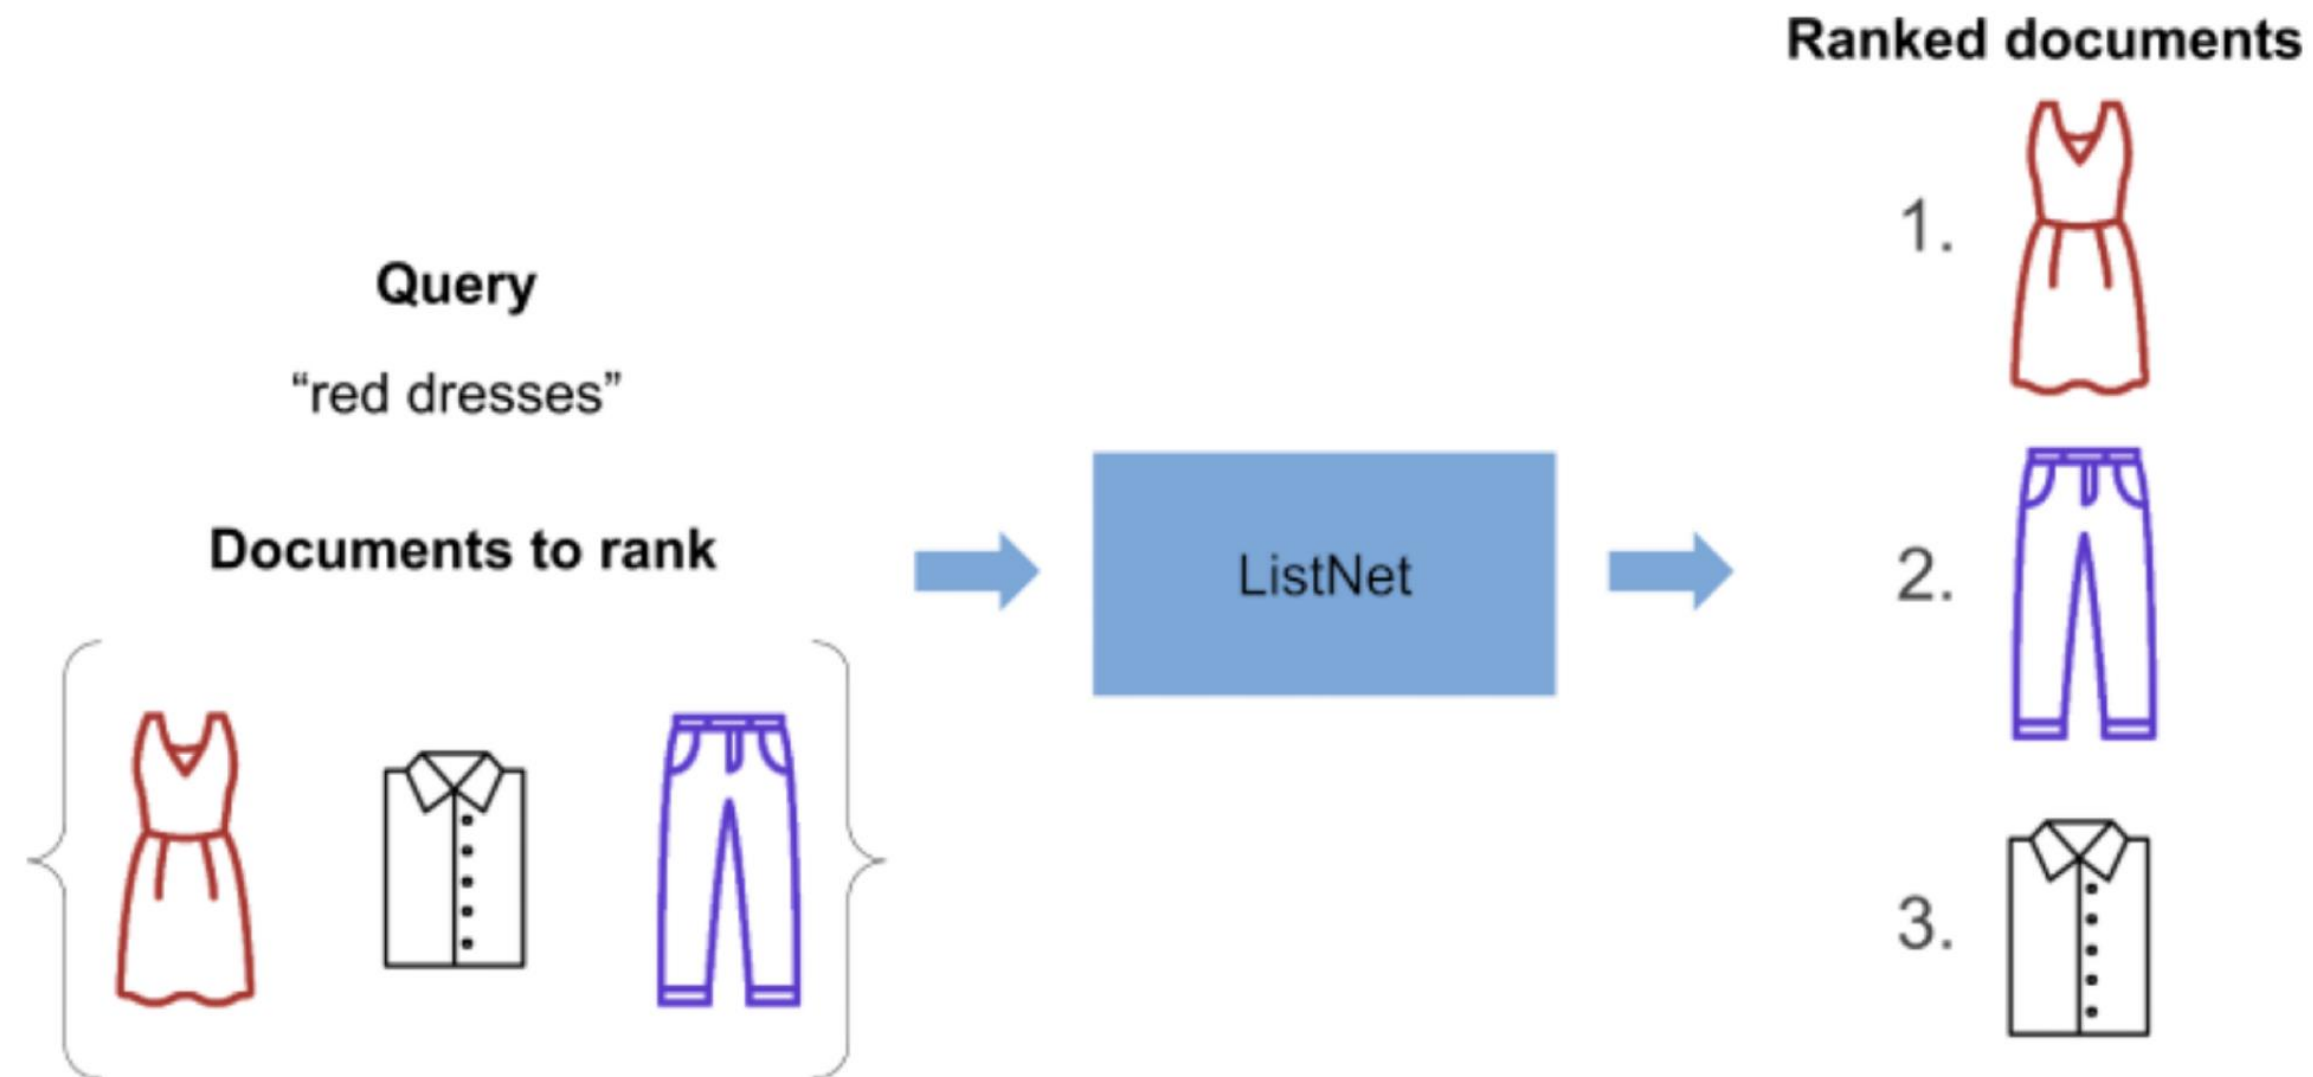 Query
“red dresses”
Documents to rank
ListNet
Ranked documents
1.
2.
3.